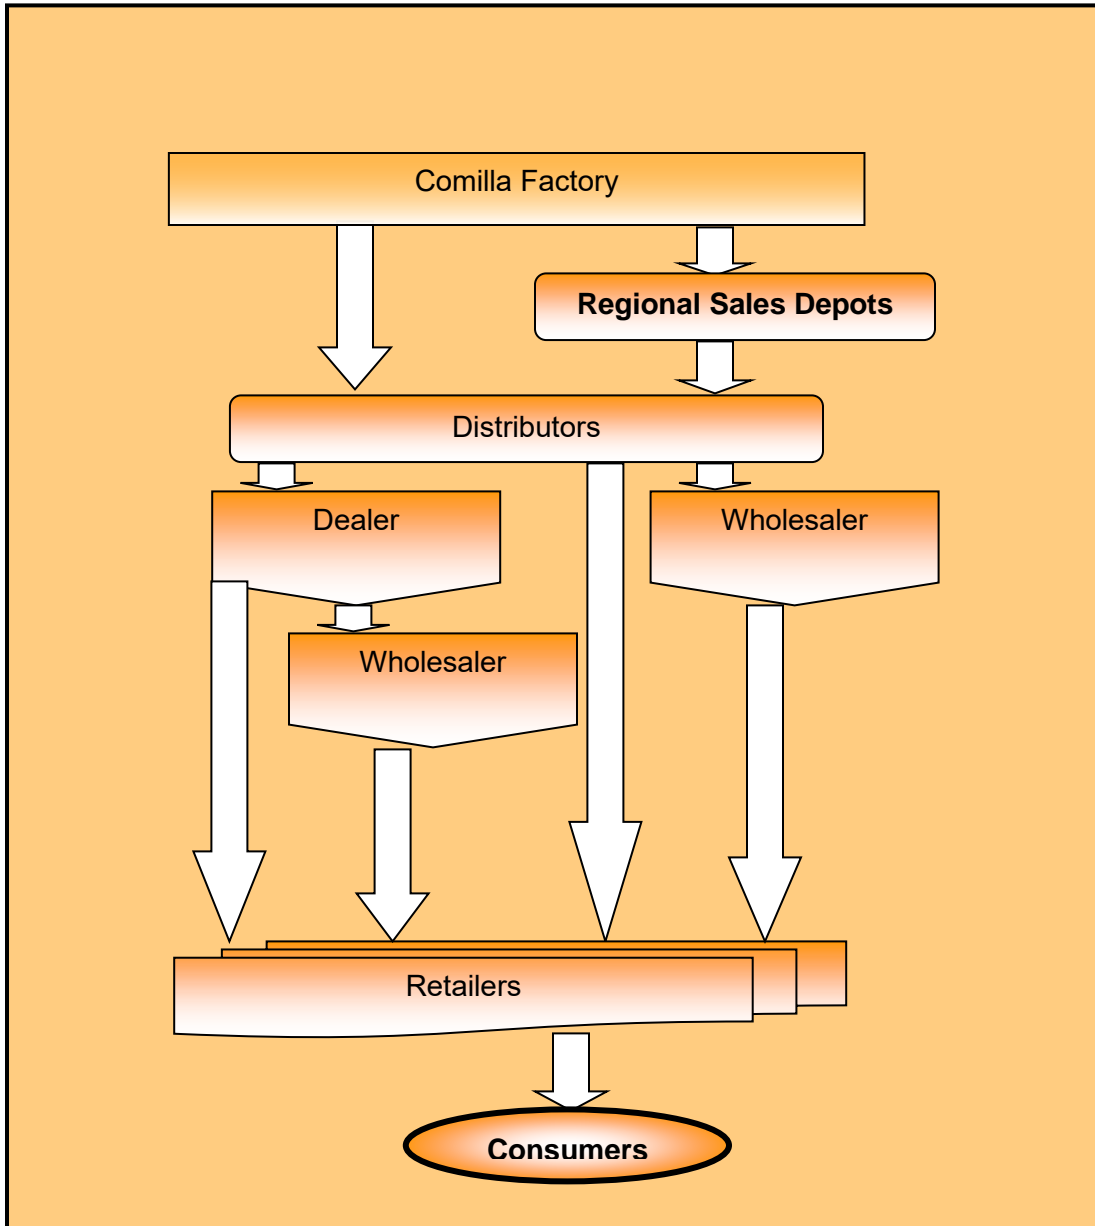 Comilla Factory
Regional Sales Depots
Distributors
Dealer
Wholesaler
Wholesaler
Retailers
Consumers